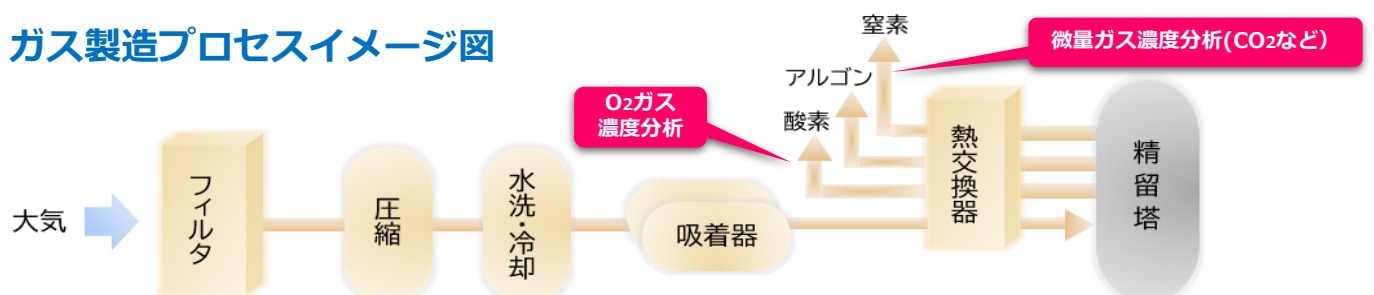 ガス製造プロセスイメージ図
窒素
微量ガス濃度分析(CO2など）
アルゴン
O2ガス
濃度分析
酸素
大気
フィルタ
圧縮
水洗・冷却
吸着器
熱交換器
精留塔